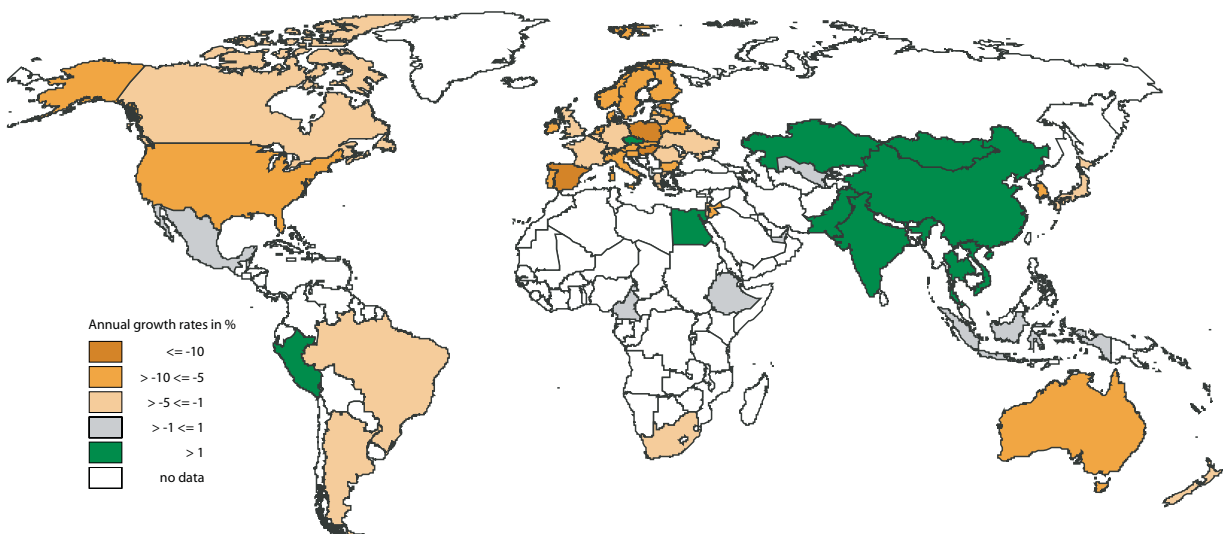 Annual growth rates in %
<= -10
> -10 <= -5
> -5 <= -1
> -1 <= 1
> 1
no data